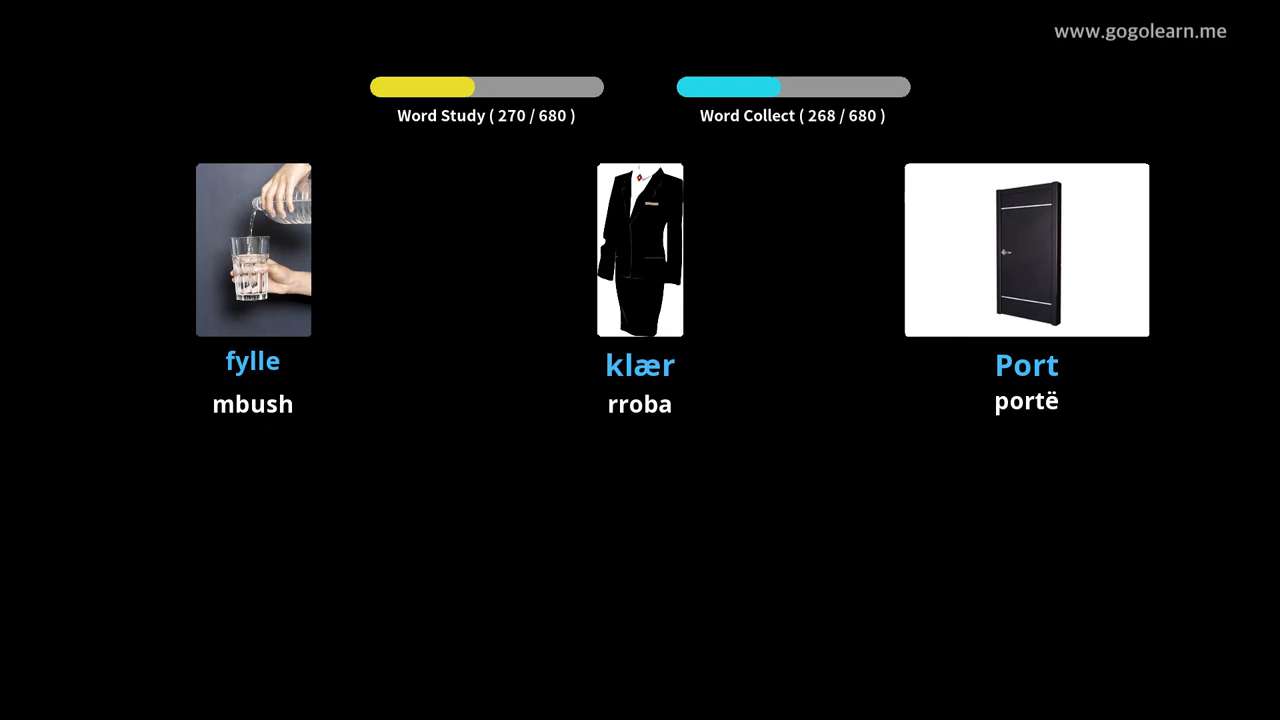 www.gogolearn.me
Word Study ( 270 / 680 )
Word Collect ( 268 / 680 )
fylle
klær
Port
mbush
rroba
portë